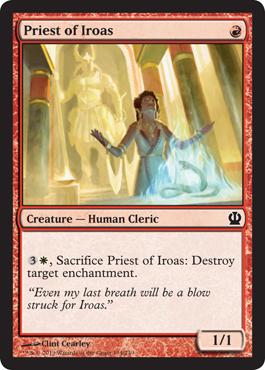 Priest of Iroas
Creature — Human Cleric
3, Sacrifice Priest of Iroas: Destroy
target enchantment.
“Even my last breath will be a blow
struck for Iroas.”
Clint Cearley
1/1